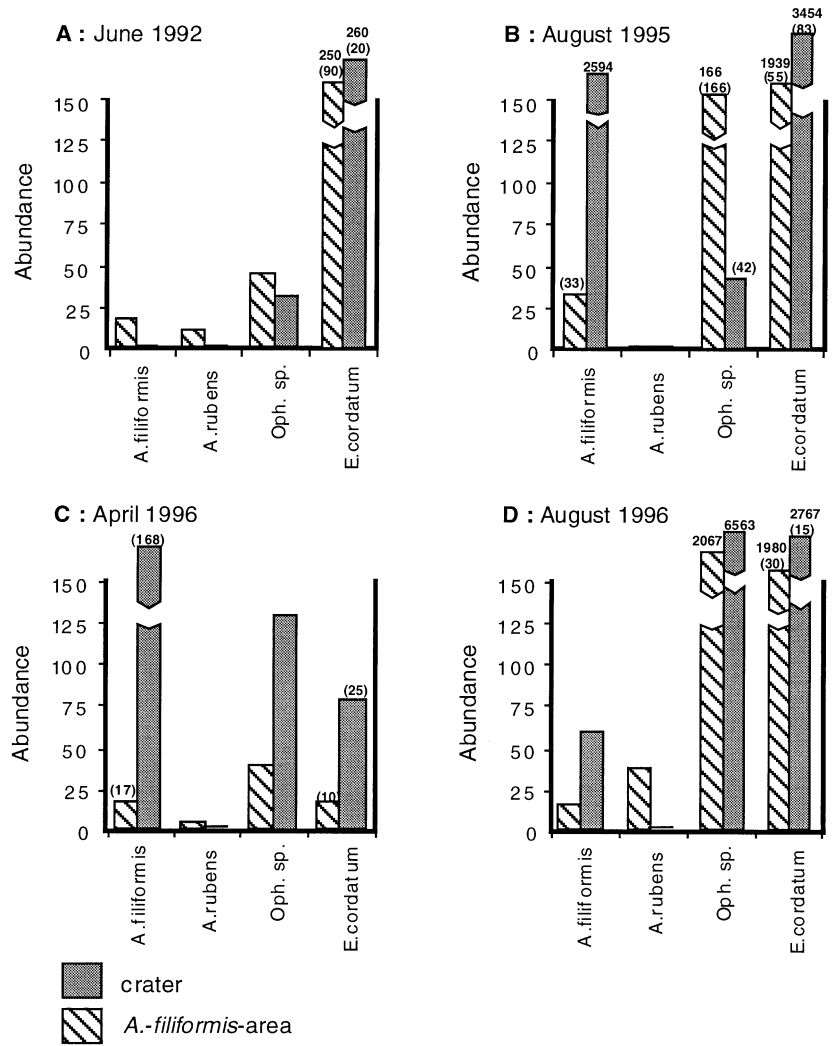 A : June 1992
260
250 (20)
(90)
150
125
100
75
50
25
0
Abundance
A.filiformis
A.rubens
Oph. sp.
E.cordatum
B : August 1995
3454
(83)
2594
166
(166)
1939
(55)
150
125
100
75
50
25
0
(33)
(42)
Abundance
A.filiformis
A.rubens
Oph. sp.
E.cordatum
C : April 1996
(168)
150
125
100
75
50
25
0
(17)
(25)
(10)
Abundance
A.filiformis
A.rubens
Oph. sp.
E.cordatum
D : August 1996
2767
6563 (15)
2067
1980
(30)
150
125
100
75
50
25
0
Abundance
A.filiformis
A.rubens
Oph. sp.
E.cordatum
crater
A.-filiformis-area